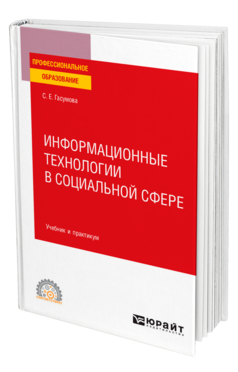 ПРОФЕССИОНАЛЬНОЕ
ОБРАЗОВАНИЕ
С. Е. Гасумова
ИНФОРМАЦИОННЫЕ
ТЕХНОЛОГИИ
В СОЦИАЛЬНОЙ СФЕРЕ
Учебник и практикум
юрайт